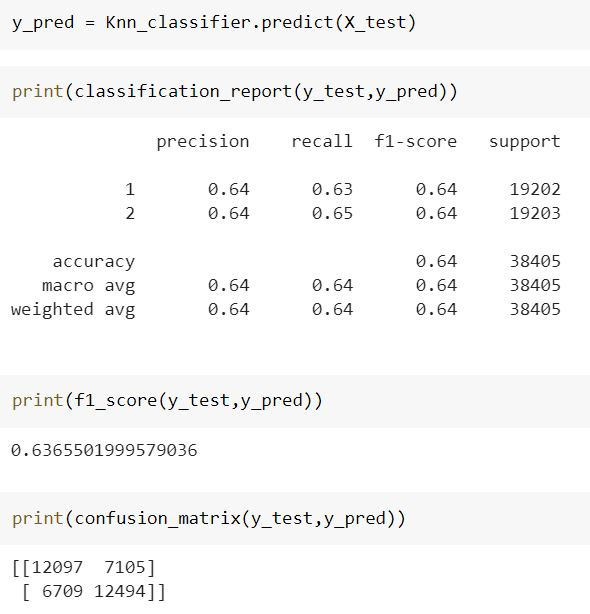 y_pred = Knn_classifier.predict(X_test)
print(classification_report(y_test,y_pred))
precision recall f1-score support
1 0.64 0.63 0.64 19202
2 0.64 0.65 0.64 19203
accuracy 0.64 38405
macro avg 0.64 0.64 0.64 38405
weighted avg 0.64 0.64 0.64 38405
print(f1_score(y_test,y_pred))
0.6365501999579036
print(confusion_matrix(y_test,y_pred))
[[12097 7105]
[ 6709 12494]]